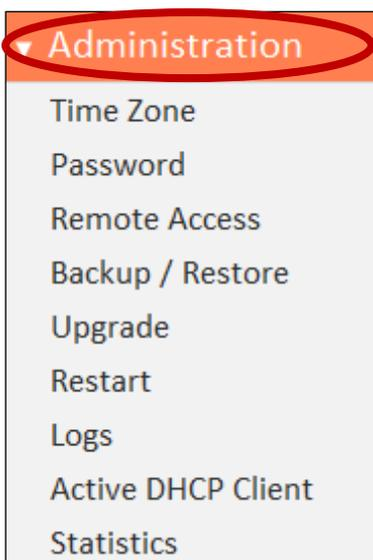 Administration
Time Zone
Password
Remote Access
Backup / Restore
Upgrade
Restart
Logs
Active DHCP Client
Statistics